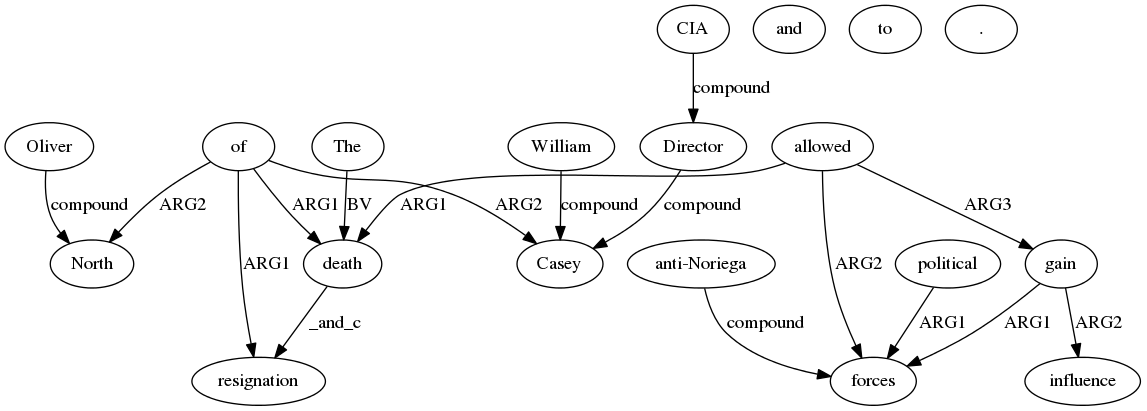 CIA and to .
compound
Oliver of The William Director allowed
compound ARG2 ARG1 BV ARG1 ARG2 compound compound ARG3
North death Casey anti-Noriega political gain
ARG1 ARG2
_and_c compound ARG1 ARG1 ARG2
resignation forces influence